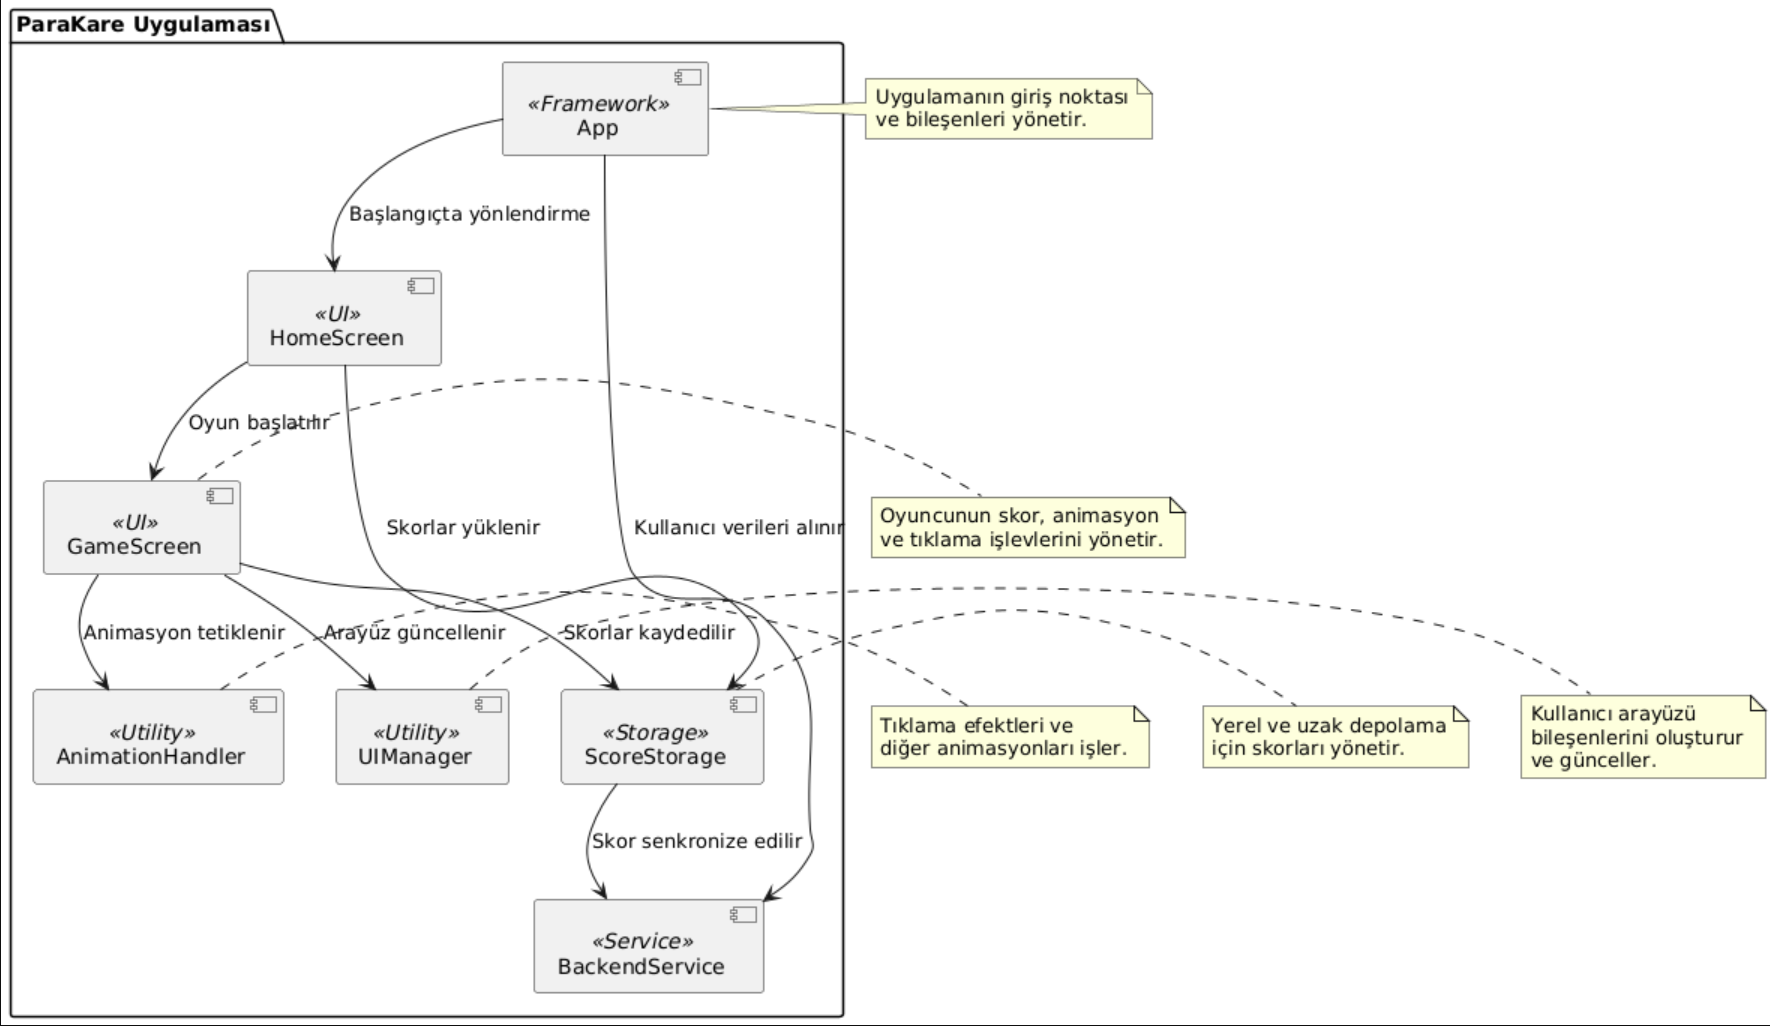 ParaKare Uygulaması
«Framework»
App
Uygulamanın giriş noktası
ve bileşenleri yönetir.
Başlangıçta yönlendirme
«UI»
HomeScreen
Oyun başlatılır
«UI»
GameScreen
Skorlar yüklenir
Kullanıcı verileri alınır
Oyuncunun skor, animasyon
ve tıklama işlevlerini yönetir.
Animasyon tetiklenir
Arayüz güncellenir
Skorlar kaydedilir
«Utility»
AnimationHandler
«Utility»
UIManager
«Storage»
ScoreStorage
Tıklama efektleri ve
diğer animasyonları işler.
Yerel ve uzak depolama
için skorları yönetir.
Kullanıcı arayüzü
bileşenlerini oluşturur
ve günceller.
Skor senkronize edilir
«Service»
BackendService